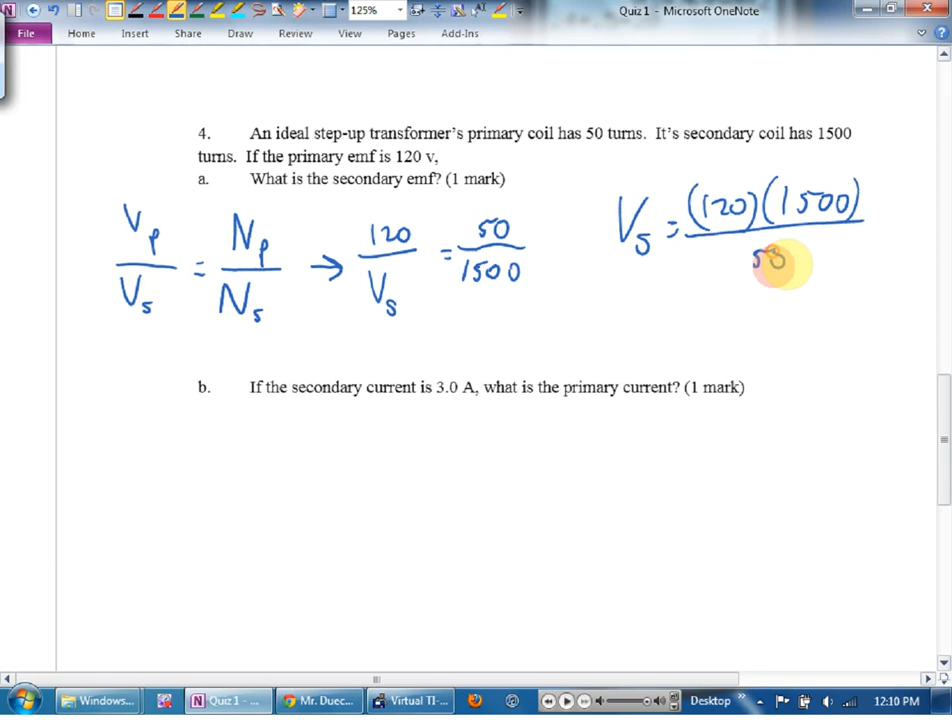 Quiz 1 - Microsoft OneNote
125%
File Home Insert Share Draw Review View Pages Add-Ins
4. An ideal step-up transformer's primary coil has 50 turns. It's secondary coil has 1500
turns. If the primary emf is 120 v,
a. What is the secondary emf? (1 mark)
Vp / Vs = Np / Ns → 120 / Vs = 50 / 1500
Vs = (120)(1500) / 50
b. If the secondary current is 3.0 A, what is the primary current? (1 mark)
Windows... Quiz 1 - ... Mr. Duec... Virtual TI-... Desktop 12:10 PM